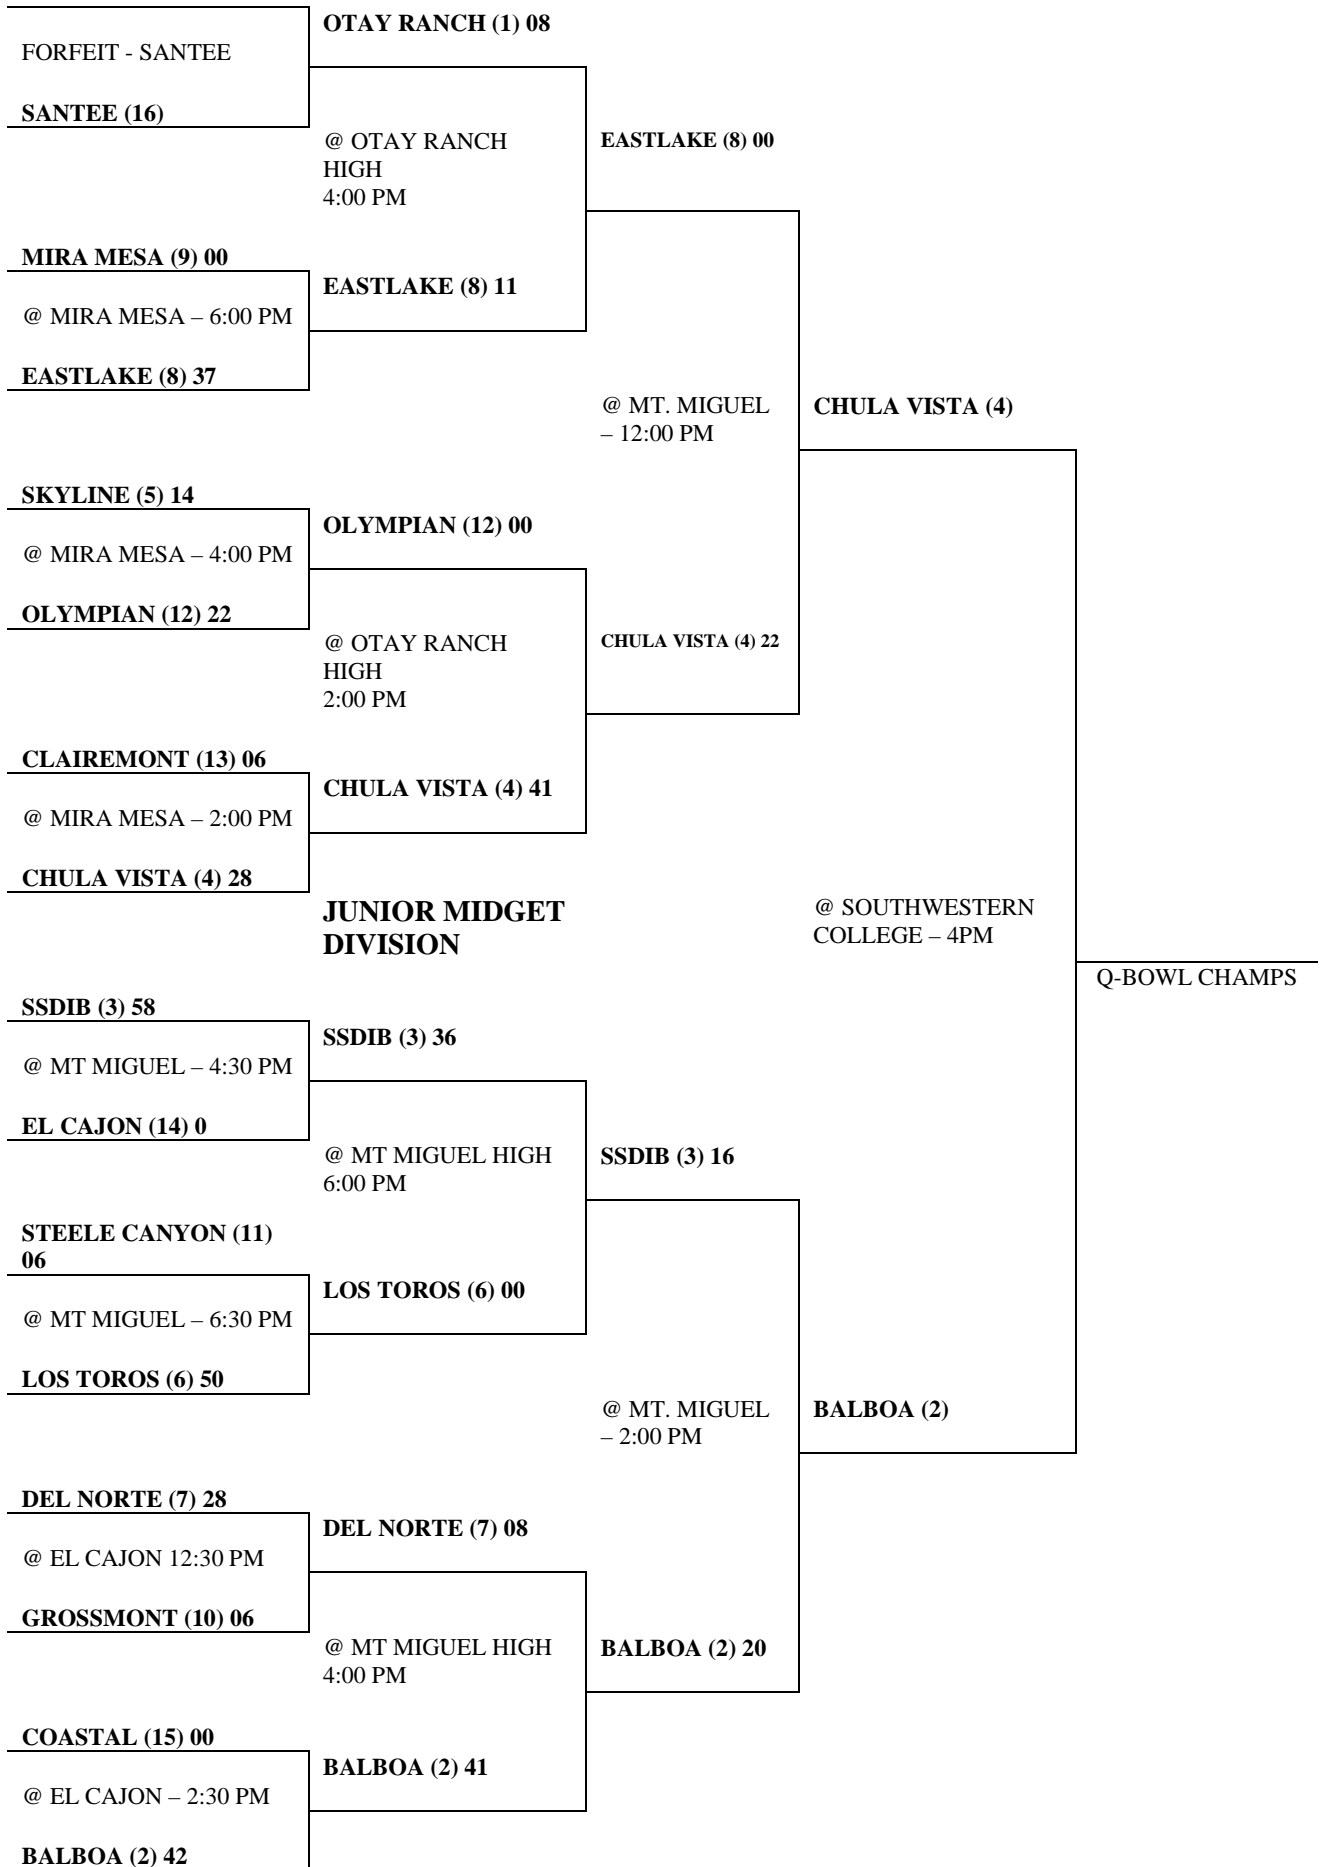 OTAY RANCH (1) 08
FORFEIT - SANTEE
SANTEE (16)
@ OTAY RANCH
HIGH
4:00 PM
EASTLAKE (8) 00
MIRA MESA (9) 00
EASTLAKE (8) 11
@ MIRA MESA – 6:00 PM
EASTLAKE (8) 37
@ MT. MIGUEL
– 12:00 PM
CHULA VISTA (4)
SKYLINE (5) 14
OLYMPIAN (12) 00
@ MIRA MESA – 4:00 PM
OLYMPIAN (12) 22
@ OTAY RANCH
HIGH
2:00 PM
CHULA VISTA (4) 22
CLAIREMONT (13) 06
CHULA VISTA (4) 41
@ MIRA MESA – 2:00 PM
CHULA VISTA (4) 28
JUNIOR MIDGET
DIVISION
@ SOUTHWESTERN
COLLEGE – 4PM
Q-BOWL CHAMPS
SSDIB (3) 58
SSDIB (3) 36
@ MT MIGUEL – 4:30 PM
EL CAJON (14) 0
@ MT MIGUEL HIGH
6:00 PM
SSDIB (3) 16
STEELE CANYON (11)
06
LOS TOROS (6) 00
@ MT MIGUEL – 6:30 PM
LOS TOROS (6) 50
@ MT. MIGUEL
– 2:00 PM
BALBOA (2)
DEL NORTE (7) 28
DEL NORTE (7) 08
@ EL CAJON 12:30 PM
GROSSMONT (10) 06
@ MT MIGUEL HIGH
4:00 PM
BALBOA (2) 20
COASTAL (15) 00
BALBOA (2) 41
@ EL CAJON – 2:30 PM
BALBOA (2) 42